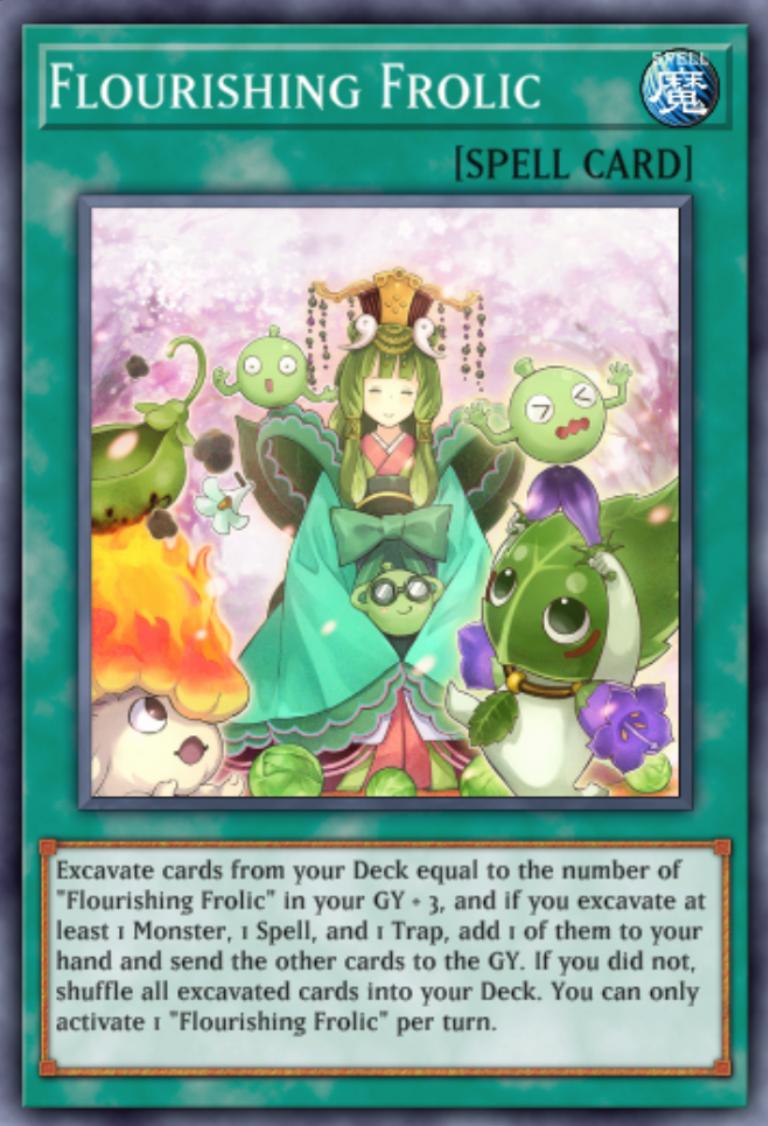 Flourishing Frolic
SPELL
魔
[SPELL CARD]
Excavate cards from your Deck equal to the number of
"Flourishing Frolic" in your GY + 3, and if you excavate at
least 1 Monster, 1 Spell, and 1 Trap, add 1 of them to your
hand and send the other cards to the GY. If you did not,
shuffle all excavated cards into your Deck. You can only
activate 1 "Flourishing Frolic" per turn.